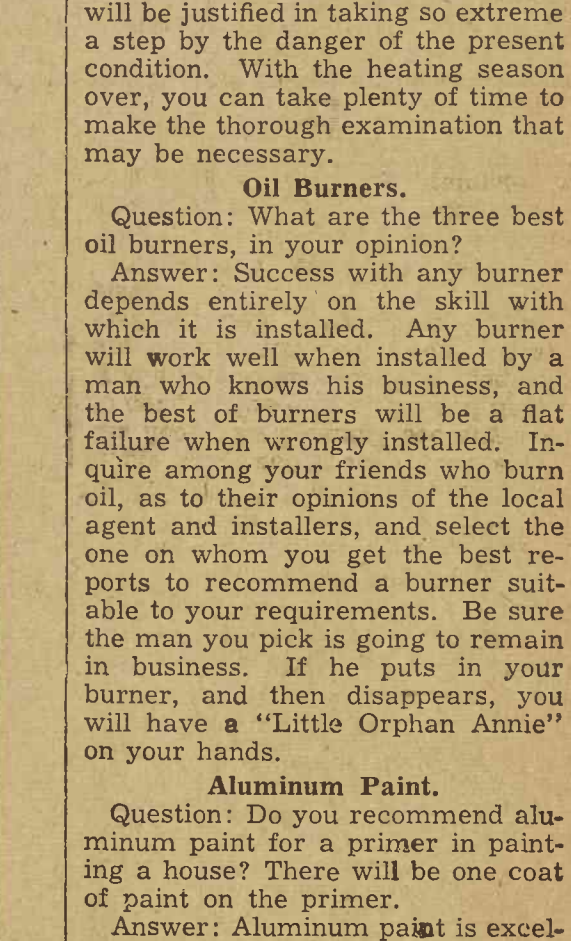 will be justified in taking so extreme
a step by the danger of the present
condition. With the heating season
over, you can take plenty of time to
make the thorough examination that
may be necessary.
Oil Burners.
Question: What are the three best
oil burners, in your opinion?
Answer: Success with any burner
depends entirely on the skill with
which it is installed. Any burner
will work well when installed by a
man who knows his business, and
the best of burners will be a flat
failure when wrongly installed. In-
quire among your friends who burn
oil, as to their opinions of the local
agent and installers, and select the
one on whom you get the best re-
ports to recommend a burner suit-
able to your requirements. Be sure
the man you pick is going to remain
in business. If he puts in your
burner, and then disappears, you
will have a "Little Orphan Annie"
on your hands.
Aluminum Paint.
Question: Do you recommend alu-
minum paint for a primer in paint-
ing a house? There will be one coat
of paint on the primer.
Answer: Aluminum paint is excel-